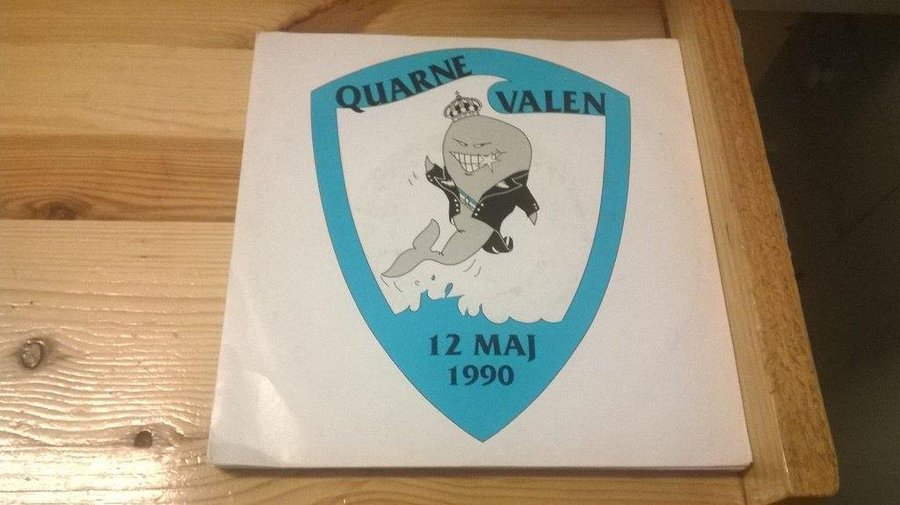 QUARNE VALEN
12 MAJ
1990